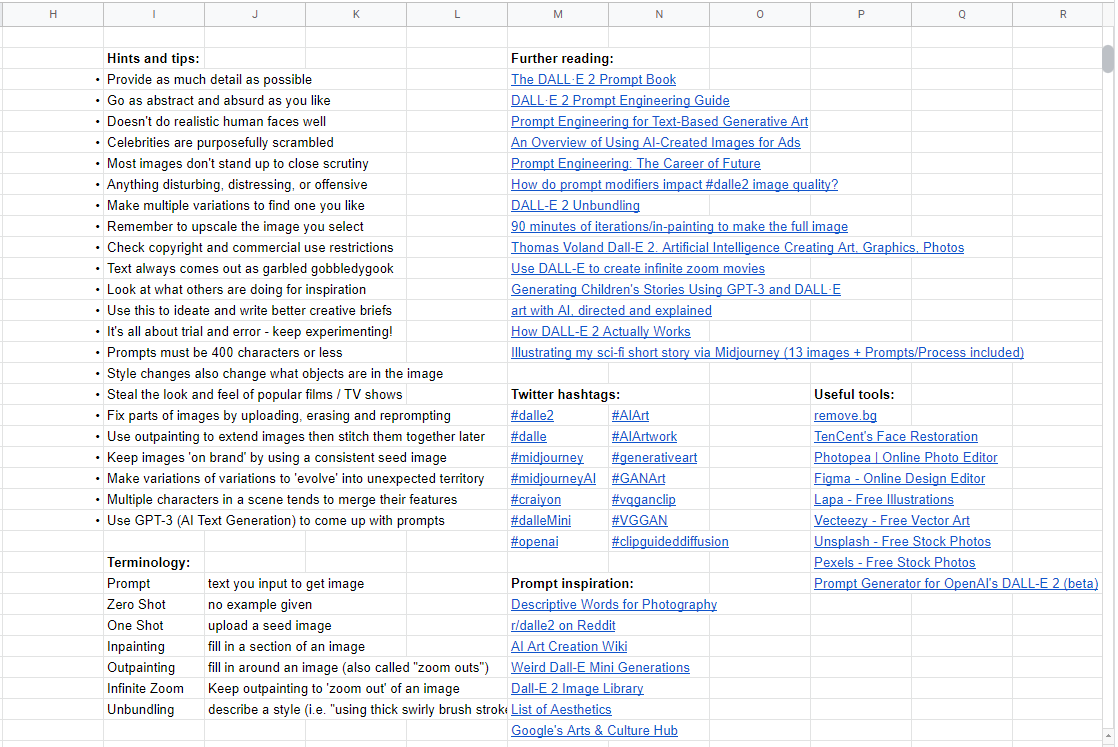 H I J K L M N O P Q R
Hints and tips:
• Provide as much detail as possible
• Go as abstract and absurd as you like
• Doesn't do realistic human faces well
• Celebrities are purposefully scrambled
• Most images don't stand up to close scrutiny
• Anything disturbing, distressing, or offensive
• Make multiple variations to find one you like
• Remember to upscale the image you select
• Check copyright and commercial use restrictions
• Text always comes out as garbled gobbledygook
• Look at what others are doing for inspiration
• Use this to ideate and write better creative briefs
• It's all about trial and error - keep experimenting!
• Prompts must be 400 characters or less
• Style changes also change what objects are in the image
• Steal the look and feel of popular films / TV shows
• Fix parts of images by uploading, erasing and reprompting
• Use outpainting to extend images then stitch them together later
• Keep images 'on brand' by using a consistent seed image
• Make variations of variations to 'evolve' into unexpected territory
• Multiple characters in a scene tends to merge their features
• Use GPT-3 (AI Text Generation) to come up with prompts
Terminology:
Prompt text you input to get image
Zero Shot no example given
One Shot upload a seed image
Inpainting fill in a section of an image
Outpainting fill in around an image (also called "zoom outs")
Infinite Zoom Keep outpainting to 'zoom out' of an image
Unbundling describe a style (i.e. "using thick swirly brush stroke
Further reading:
The DALL·E 2 Prompt Book
DALL·E 2 Prompt Engineering Guide
Prompt Engineering for Text-Based Generative Art
An Overview of Using AI-Created Images for Ads
Prompt Engineering: The Career of Future
How do prompt modifiers impact #dalle2 image quality?
DALL-E 2 Unbundling
90 minutes of iterations/in-painting to make the full image
Thomas Voland Dall-E 2. Artificial Intelligence Creating Art, Graphics, Photos
Use DALL-E to create infinite zoom movies
Generating Children's Stories Using GPT-3 and DALL·E
art with AI, directed and explained
How DALL-E 2 Actually Works
Illustrating my sci-fi short story via Midjourney (13 images + Prompts/Process included)
Twitter hashtags:
#dalle2 #AIArt
#dalle #AIArtwork
#midjourney #generativeart
#midjourneyAI #GANArt
#craiyon #vqganclip
#dalleMini #VGGAN
#openai #clipguideddiffusion
Prompt inspiration:
Descriptive Words for Photography
r/dalle2 on Reddit
AI Art Creation Wiki
Weird Dall-E Mini Generations
Dall-E 2 Image Library
List of Aesthetics
Google's Arts & Culture Hub
Useful tools:
remove.bg
TenCent's Face Restoration
Photopea | Online Photo Editor
Figma - Online Design Editor
Lapa - Free Illustrations
Vecteezy - Free Vector Art
Unsplash - Free Stock Photos
Pexels - Free Stock Photos
Prompt Generator for OpenAI's DALL-E 2 (beta)